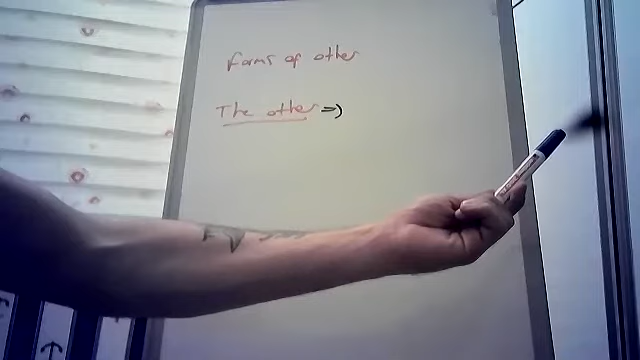 forms of other
The other =>